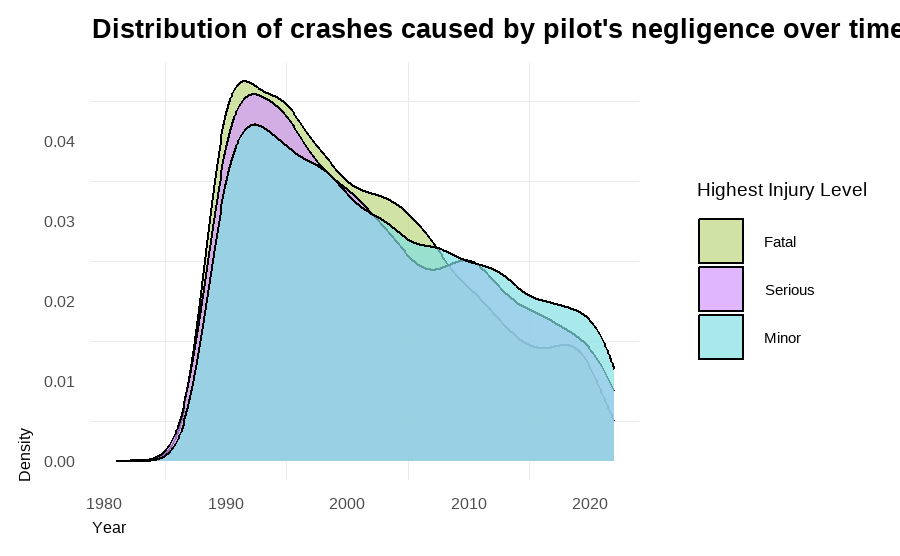 Distribution of crashes caused by pilot's negligence over time
Highest Injury Level
Fatal
Serious
Minor
0.04
0.03
0.02
0.01
0.00
Density
1980 1990 2000 2010 2020
Year